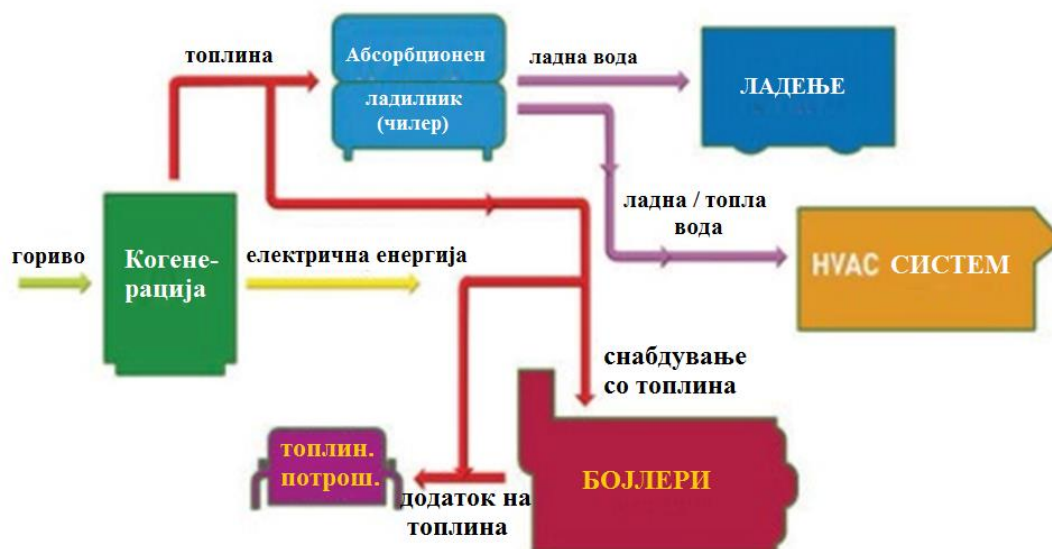 топлина
Абсорбционен
ладилник
(чилер)
ладна вода
ЛАДЕЊЕ
ладна / топла
вода
HVAC СИСТЕМ
гориво
Когене-
рација
електрична енергија
снабдување
со топлина
топлин.
потрош.
додаток на
топлина
БОЈЛЕРИ